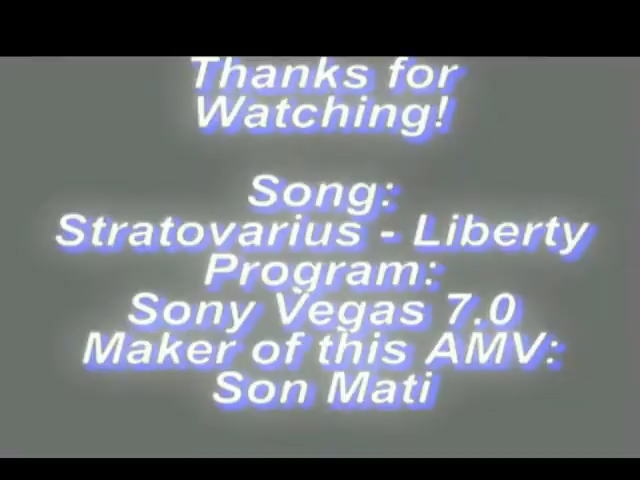 Thanks for
Watching!
Song:
Stratovarius - Liberty
Program:
Sony Vegas 7.0
Maker of this AMV:
Son Mati